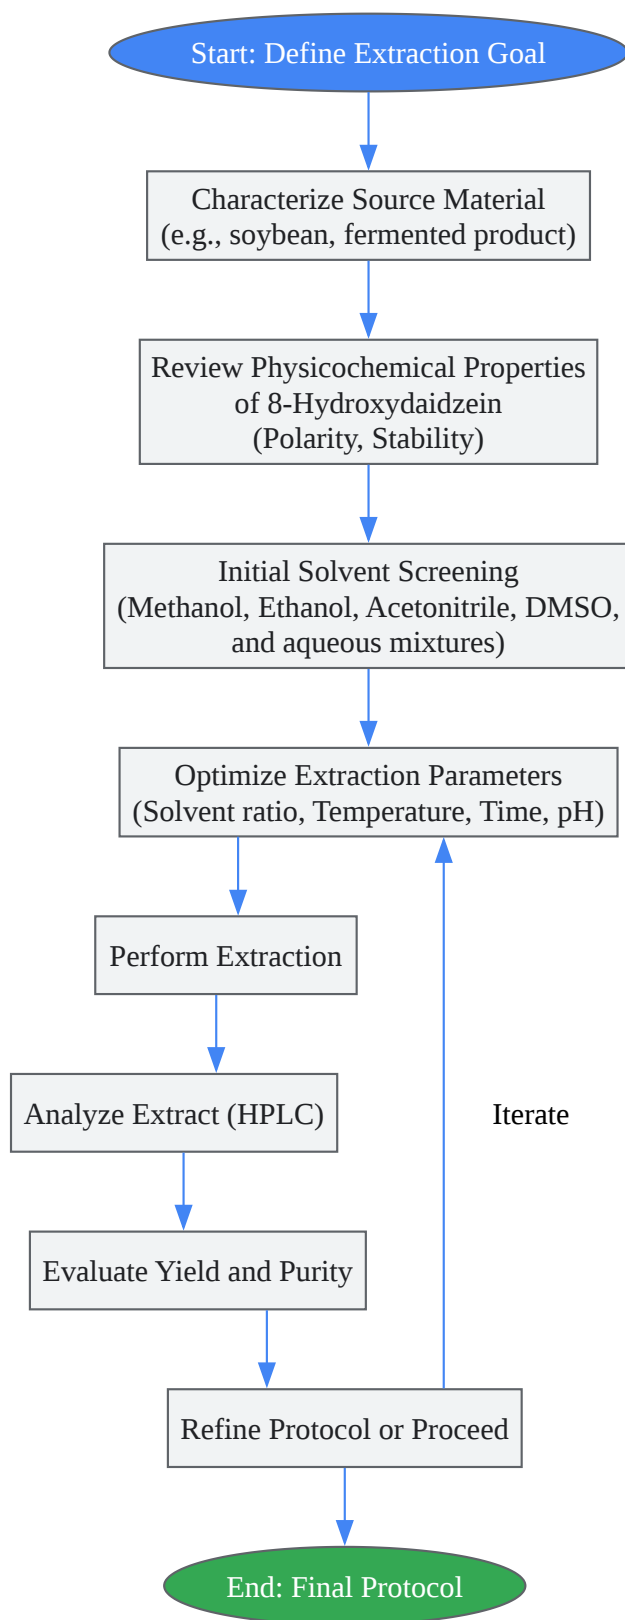 Start: Define Extraction Goal
Characterize Source Material
(e.g., soybean, fermented product)
Review Physicochemical Properties
of 8-Hydroxydaidzein
(Polarity, Stability)
Initial Solvent Screening
(Methanol, Ethanol, Acetonitrile, DMSO,
and aqueous mixtures)
Optimize Extraction Parameters
(Solvent ratio, Temperature, Time, pH)
Perform Extraction
Analyze Extract (HPLC)
Iterate
Evaluate Yield and Purity
Refine Protocol or Proceed
End: Final Protocol